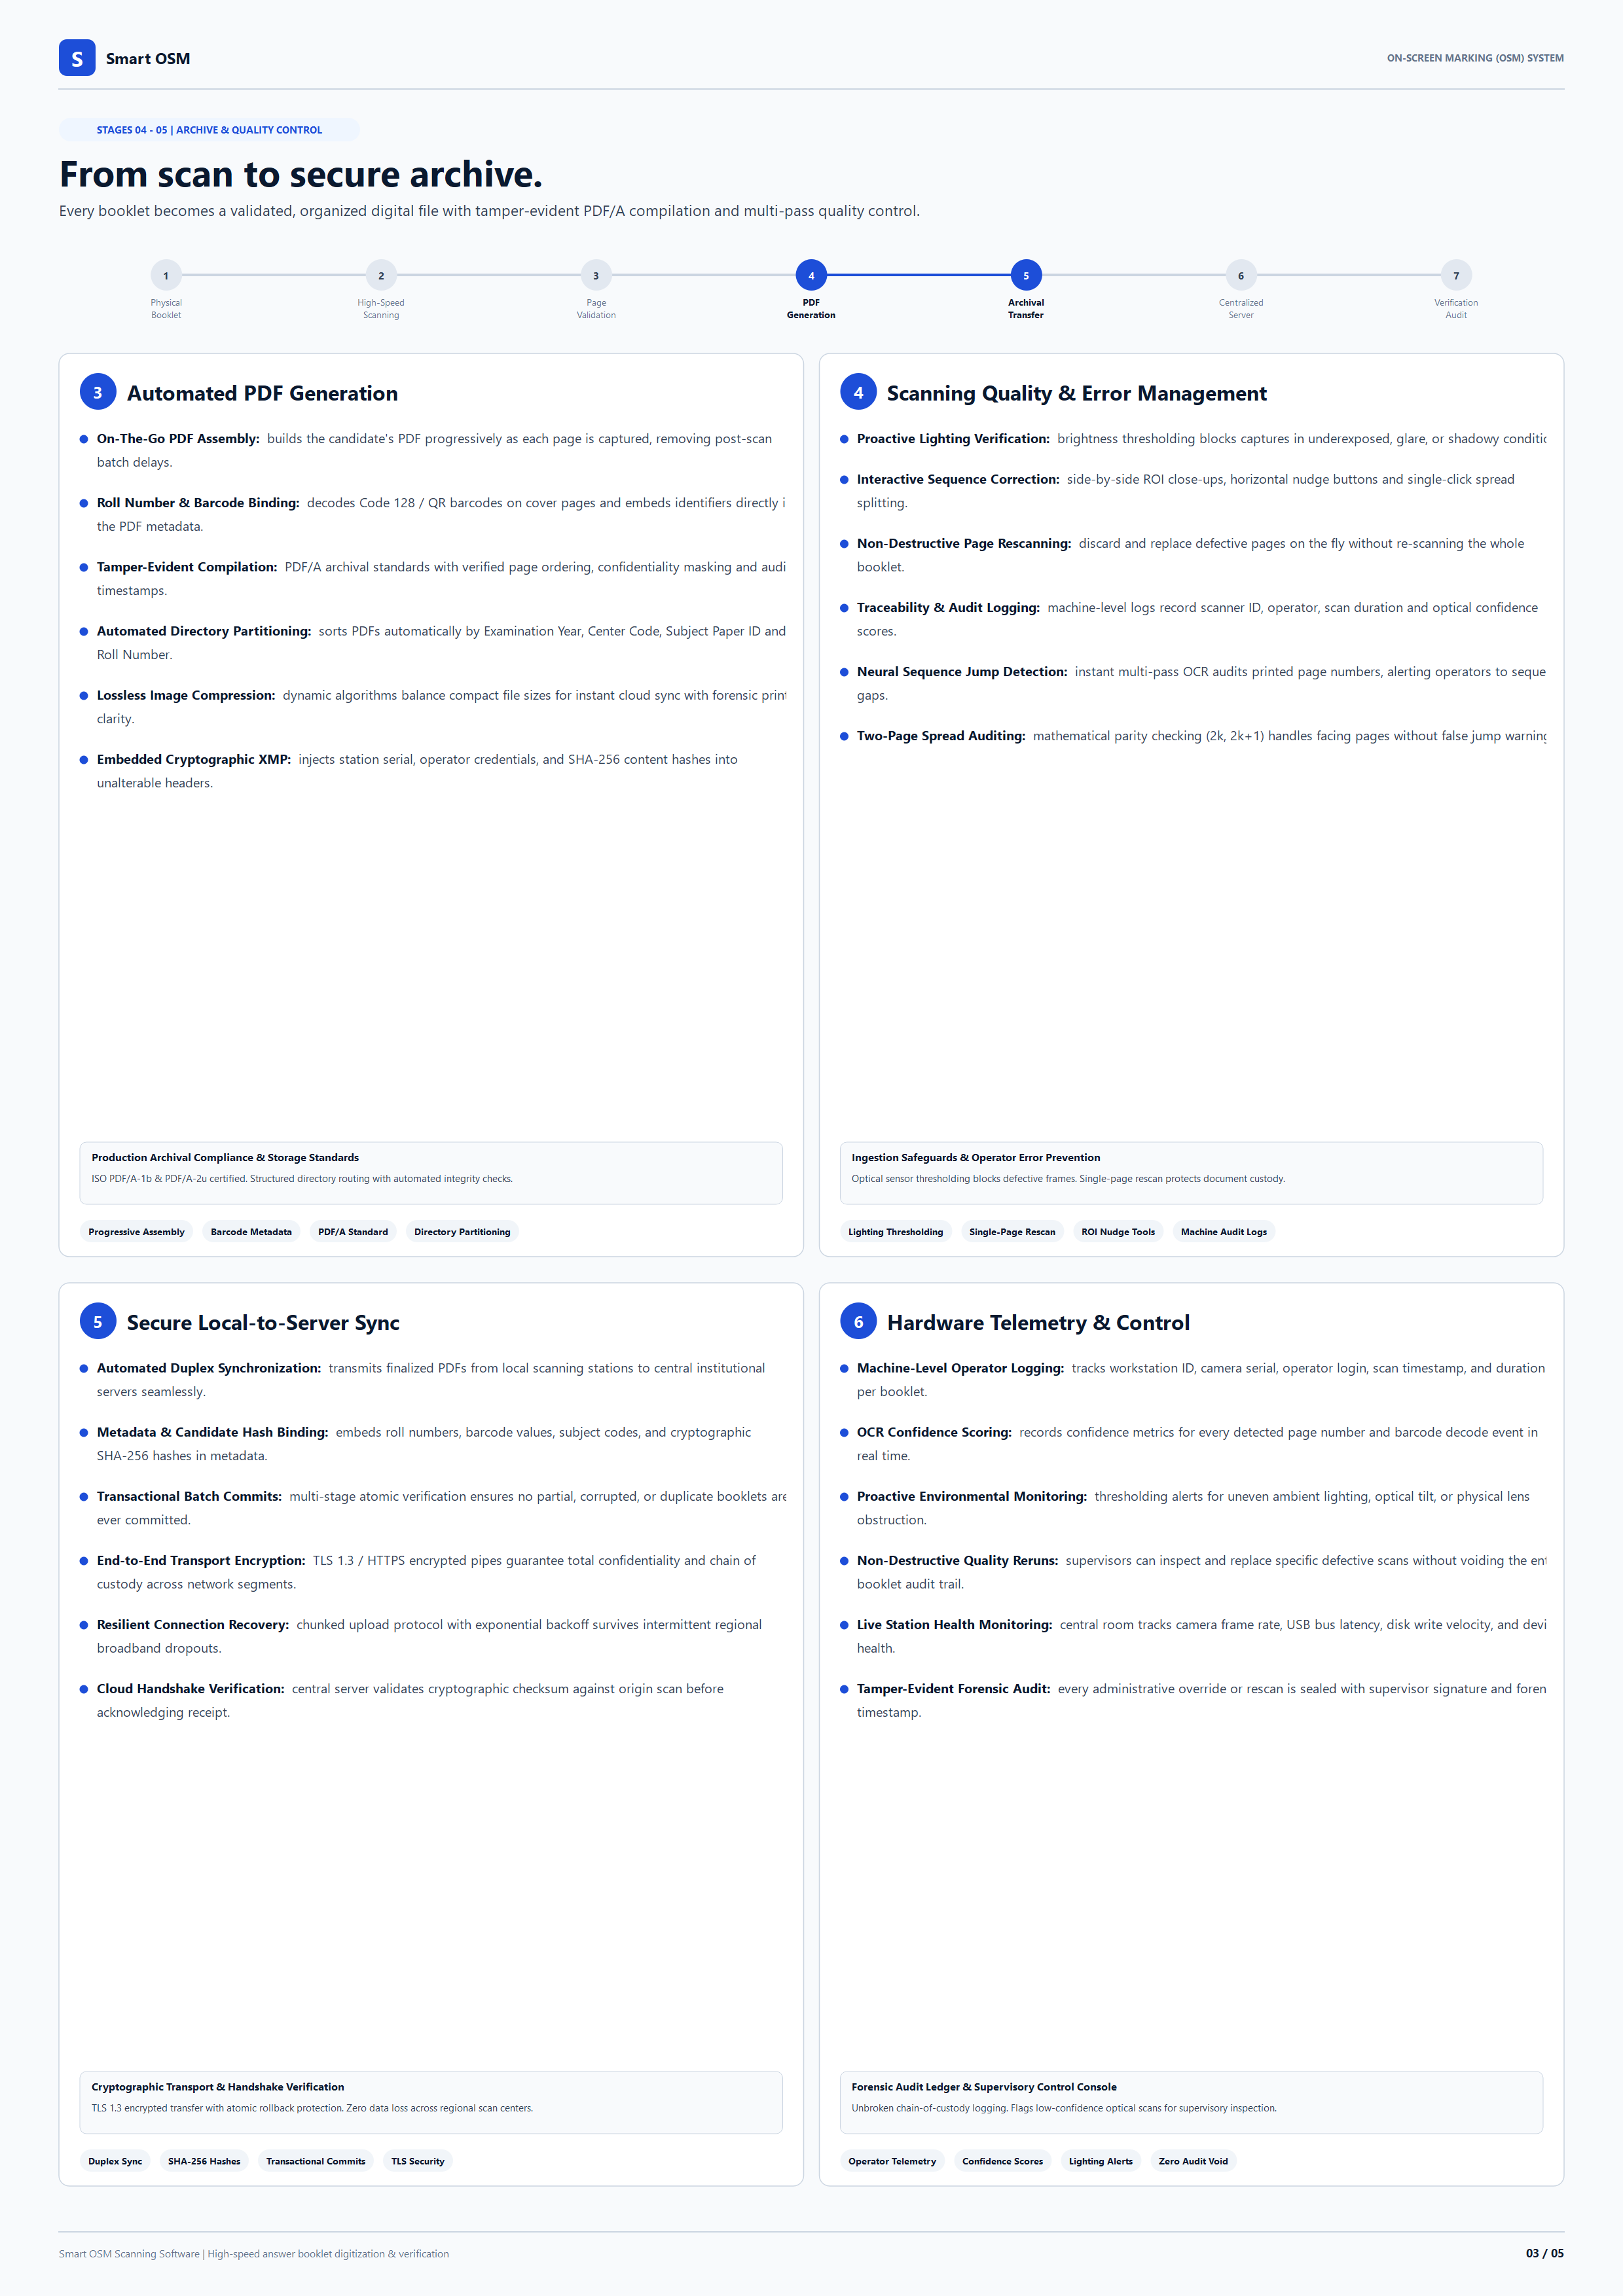 S
Smart OSM
ON-SCREEN MARKING (OSM) SYSTEM
STAGES 04 - 05 | ARCHIVE & QUALITY CONTROL
From scan to secure archive.
Every booklet becomes a validated, organized digital file with tamper-evident PDF/A compilation and multi-pass quality control.
1
Physical
Booklet
2
High-Speed
Scanning
3
Page
Validation
4
PDF
Generation
5
Archival
Transfer
6
Centralized
Server
7
Verification
Audit
3
Automated PDF Generation
On-The-Go PDF Assembly: builds the candidate's PDF progressively as each page is captured, removing post-scan
batch delays.
Roll Number & Barcode Binding: decodes Code 128 / QR barcodes on cover pages and embeds identifiers directly i
the PDF metadata.
Tamper-Evident Compilation: PDF/A archival standards with verified page ordering, confidentiality masking and audi
timestamps.
Automated Directory Partitioning: sorts PDFs automatically by Examination Year, Center Code, Subject Paper ID and
Roll Number.
Lossless Image Compression: dynamic algorithms balance compact file sizes for instant cloud sync with forensic print
clarity.
Embedded Cryptographic XMP: injects station serial, operator credentials, and SHA-256 content hashes into
unalterable headers.
Production Archival Compliance & Storage Standards
ISO PDF/A-1b & PDF/A-2u certified. Structured directory routing with automated integrity checks.
Progressive Assembly
Barcode Metadata
PDF/A Standard
Directory Partitioning
4
Scanning Quality & Error Management
Proactive Lighting Verification: brightness thresholding blocks captures in underexposed, glare, or shadowy conditic
Interactive Sequence Correction: side-by-side ROI close-ups, horizontal nudge buttons and single-click spread
splitting.
Non-Destructive Page Rescanning: discard and replace defective pages on the fly without re-scanning the whole
booklet.
Traceability & Audit Logging: machine-level logs record scanner ID, operator, scan duration and optical confidence
scores.
Neural Sequence Jump Detection: instant multi-pass OCR audits printed page numbers, alerting operators to seque
gaps.
Two-Page Spread Auditing: mathematical parity checking (2k, 2k+1) handles facing pages without false jump warning
Ingestion Safeguards & Operator Error Prevention
Optical sensor thresholding blocks defective frames. Single-page rescan protects document custody.
Lighting Thresholding
Single-Page Rescan
ROI Nudge Tools
Machine Audit Logs
5
Secure Local-to-Server Sync
Automated Duplex Synchronization: transmits finalized PDFs from local scanning stations to central institutional
servers seamlessly.
Metadata & Candidate Hash Binding: embeds roll numbers, barcode values, subject codes, and cryptographic
SHA-256 hashes in metadata.
Transactional Batch Commits: multi-stage atomic verification ensures no partial, corrupted, or duplicate booklets are
ever committed.
End-to-End Transport Encryption: TLS 1.3 / HTTPS encrypted pipes guarantee total confidentiality and chain of
custody across network segments.
Resilient Connection Recovery: chunked upload protocol with exponential backoff survives intermittent regional
broadband dropouts.
Cloud Handshake Verification: central server validates cryptographic checksum against origin scan before
acknowledging receipt.
Cryptographic Transport & Handshake Verification
TLS 1.3 encrypted transfer with atomic rollback protection. Zero data loss across regional scan centers.
Duplex Sync
SHA-256 Hashes
Transactional Commits
TLS Security
6
Hardware Telemetry & Control
Machine-Level Operator Logging: tracks workstation ID, camera serial, operator login, scan timestamp, and duration
per booklet.
OCR Confidence Scoring: records confidence metrics for every detected page number and barcode decode event in
real time.
Proactive Environmental Monitoring: thresholding alerts for uneven ambient lighting, optical tilt, or physical lens
obstruction.
Non-Destructive Quality Reruns: supervisors can inspect and replace specific defective scans without voiding the ent
booklet audit trail.
Live Station Health Monitoring: central room tracks camera frame rate, USB bus latency, disk write velocity, and devi
health.
Tamper-Evident Forensic Audit: every administrative override or rescan is sealed with supervisor signature and foren
timestamp.
Forensic Audit Ledger & Supervisory Control Console
Unbroken chain-of-custody logging. Flags low-confidence optical scans for supervisory inspection.
Operator Telemetry
Confidence Scores
Lighting Alerts
Zero Audit Void
Smart OSM Scanning Software | High-speed answer booklet digitization & verification
03 / 05